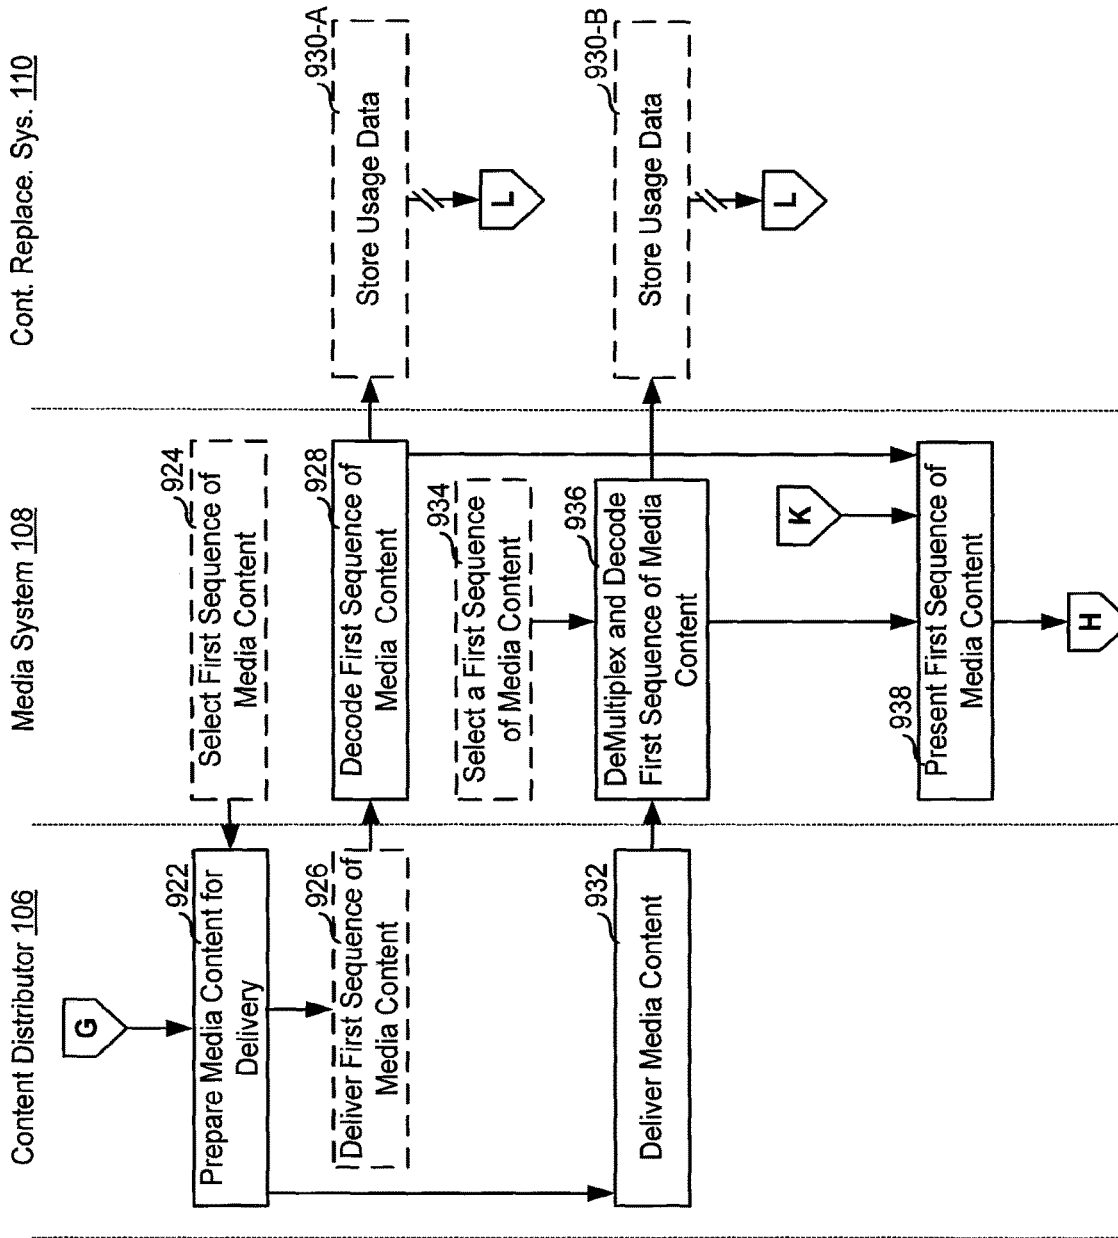 Content Distributor 106
Media System 108
Cont. Replace. Sys. 110
G
922
Prepare Media Content for
Delivery
924
Select First Sequence of
Media Content
926
Deliver First Sequence of
Media Content
928
Decode First Sequence of
Media Content
930-A
Store Usage Data
L
934
Select a First Sequence
of Media Content
932
Deliver Media Content
936
DeMultiplex and Decode
First Sequence of Media
Content
930-B
Store Usage Data
L
K
938
Present First Sequence of
Media Content
H